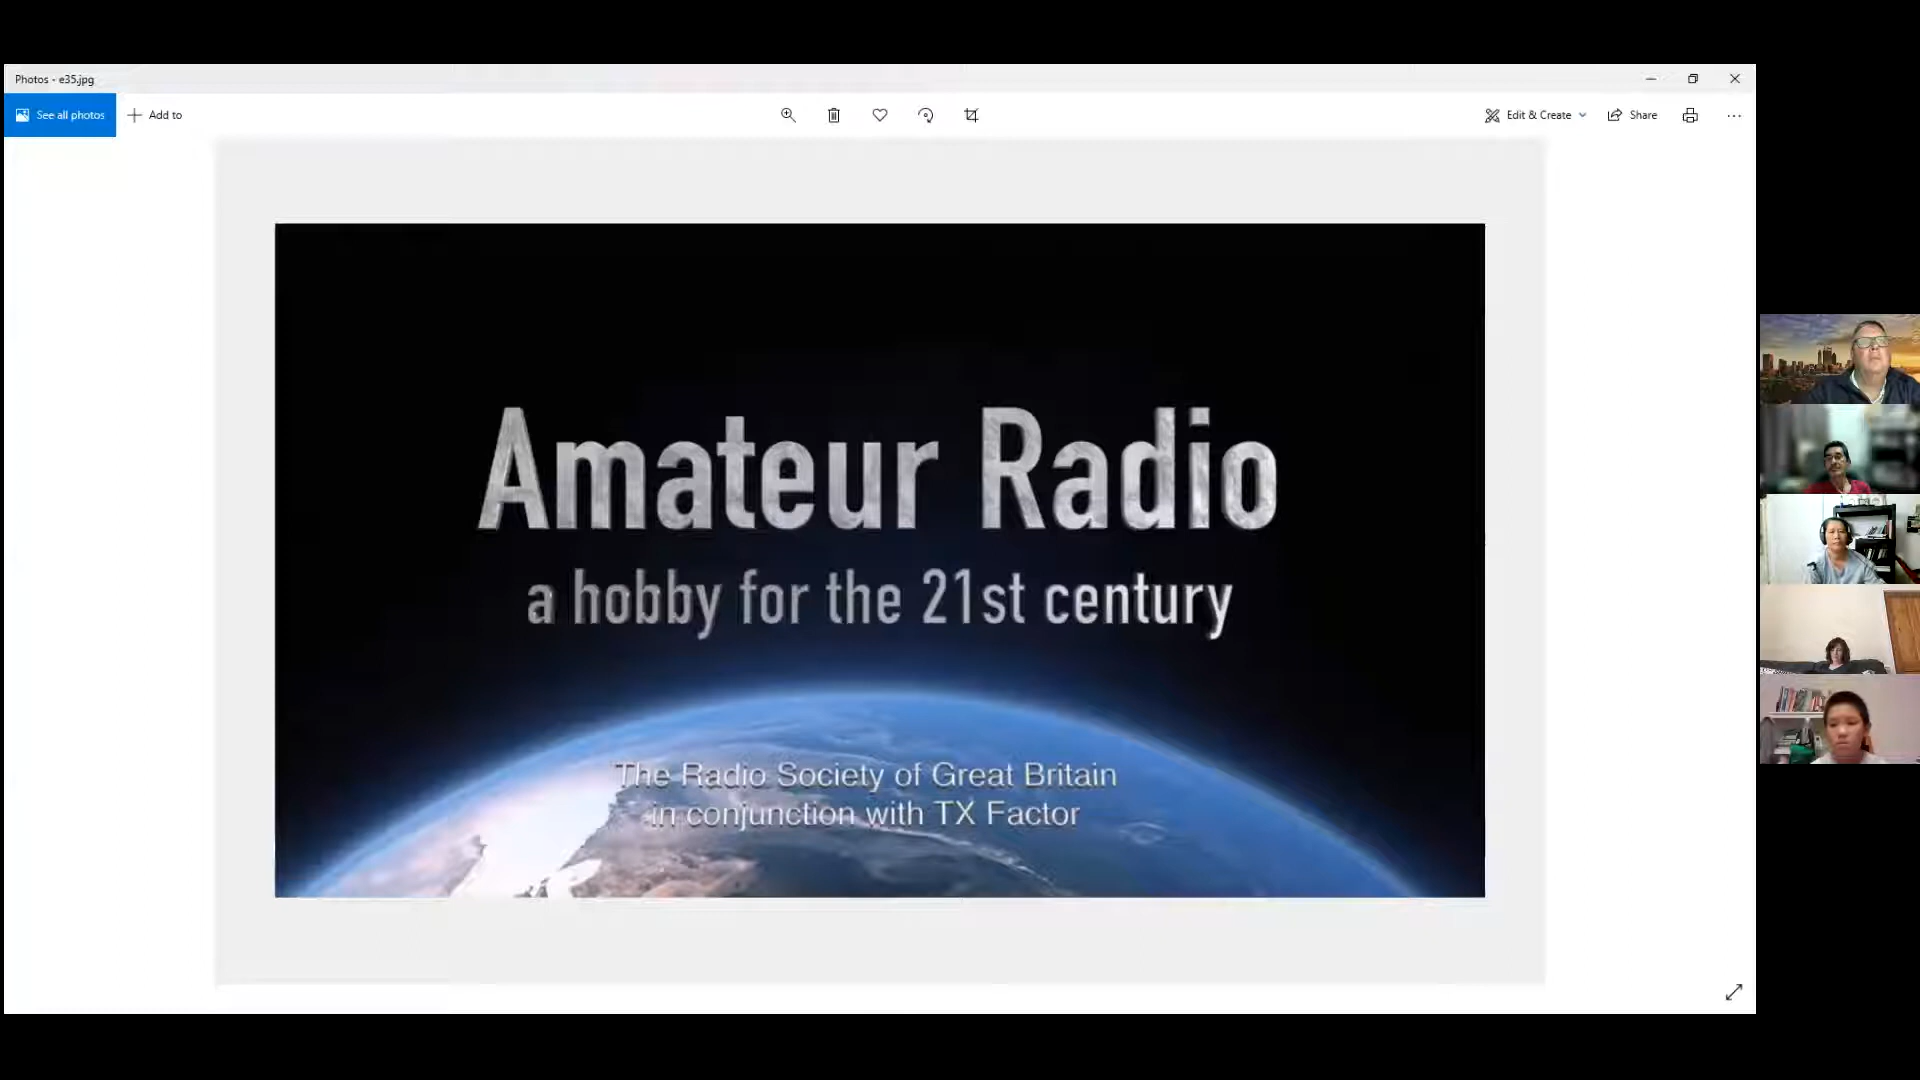 Photos - e35.jpg
See all photos
Add to
Edit & Create
Share
Amateur Radio
a hobby for the 21st century
The Radio Society of Great Britain
in conjunction with TX Factor